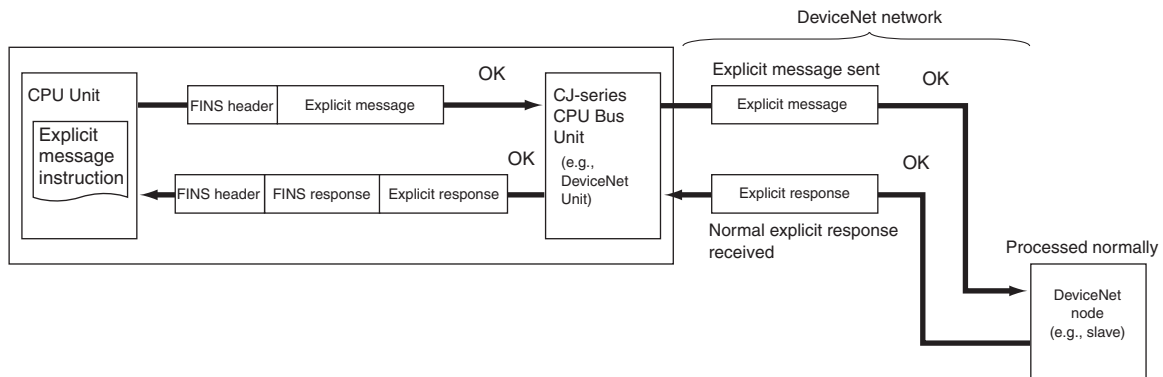 DeviceNet network
CPU Unit
Explicit
message
instruction
FINS header
Explicit message
OK
CJ-series
CPU Bus
Unit
(e.g.,
DeviceNet
Unit)
Explicit message sent
Explicit message
OK
FINS header
FINS response
Explicit response
OK
Explicit response
OK
Normal explicit response
received
Processed normally
DeviceNet
node
(e.g., slave)